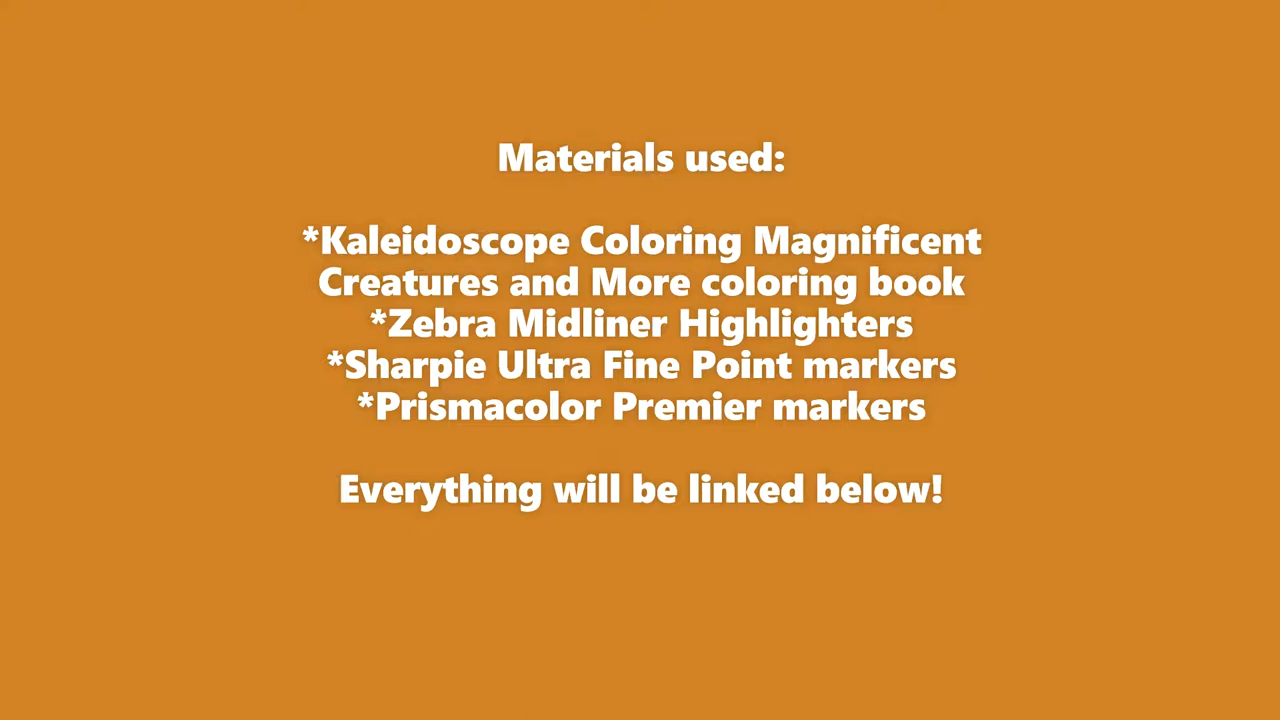 Materials used:
*Kaleidoscope Coloring Magnificent
Creatures and More coloring book
*Zebra Midliner Highlighters
*Sharpie Ultra Fine Point markers
*Prismacolor Premier markers
Everything will be linked below!